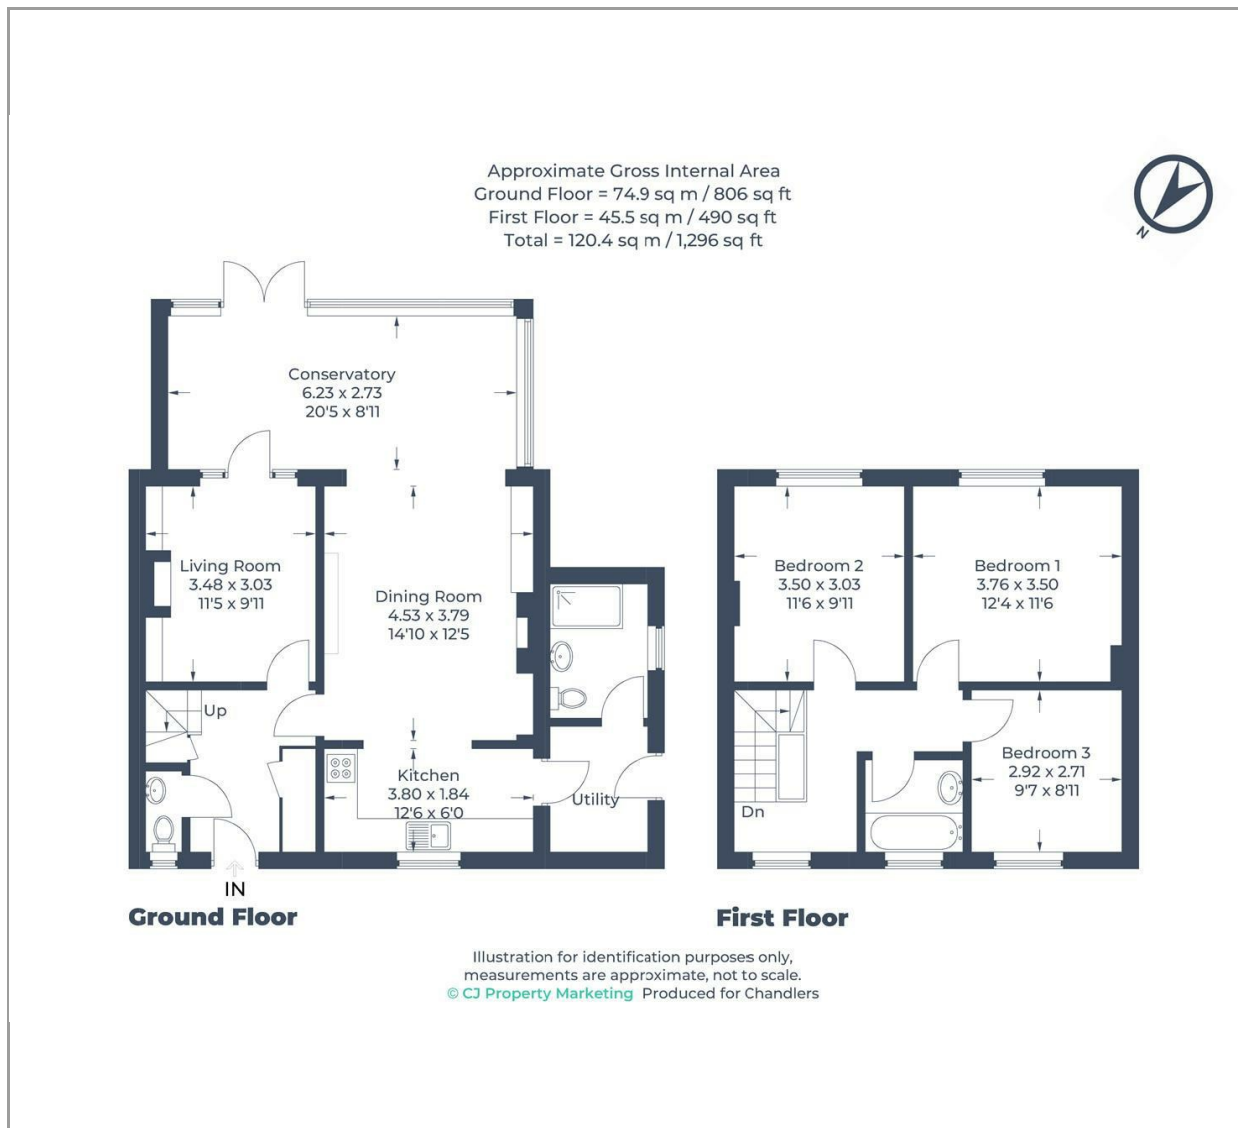 Approximate Gross Internal Area
Ground Floor = 74.9 sq m / 806 sq ft
First Floor = 45.5 sq m / 490 sq ft
Total = 120.4 sq m / 1,296 sq ft
N
Conservatory
6.23 x 2.73
20'5 x 8'11
Living Room
3.48 x 3.03
11'5 x 9'11
Dining Room
4.53 x 3.79
14'10 x 12'5
Up
Kitchen
3.80 x 1.84
12'6 x 6'0
Utility
IN
Ground Floor
Bedroom 2
3.50 x 3.03
11'6 x 9'11
Bedroom 1
3.76 x 3.50
12'4 x 11'6
Bedroom 3
2.92 x 2.71
9'7 x 8'11
Dn
First Floor
Illustration for identification purposes only,
measurements are approximate, not to scale.
© CJ Property Marketing Produced for Chandlers